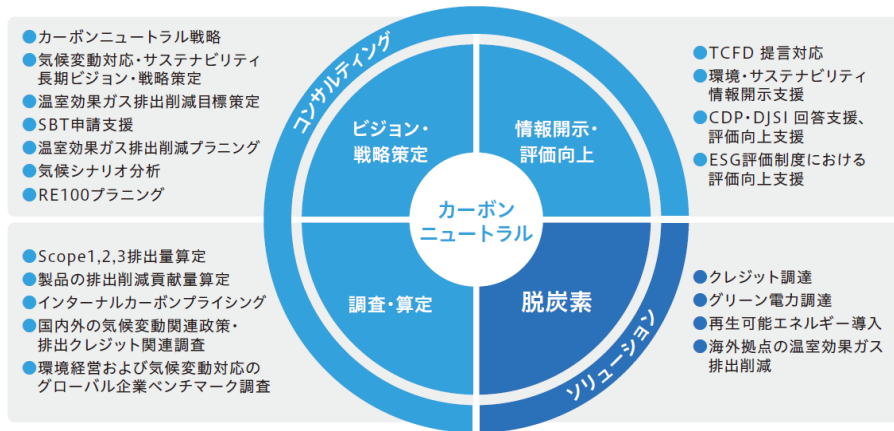 コンサルティング
●カーボンニュートラル戦略
●気候変動対応・サステナビリティ
長期ビジョン・戦略策定
●温室効果ガス排出削減目標策定
●SBT申請支援
●温室効果ガス排出削減プラニング
●気候シナリオ分析
●RE100プラニング
ビジョン・
戦略策定
情報開示・
評価向上
●TCFD 提言対応
●環境・サステナビリティ
情報開示支援
●CDP・DJSI 回答支援、
評価向上支援
●ESG評価制度における
評価向上支援
カーボン
ニュートラル
●Scope1,2,3排出量算定
●製品の排出削減貢献量算定
●インターナルカーボンプライシング
●国内外の気候変動関連政策・
排出クレジット関連調査
●環境経営および気候変動対応の
グローバル企業ベンチマーク調査
調査・算定
脱炭素
ソリューション
●クレジット調達
●グリーン電力調達
●再生可能エネルギー導入
●海外拠点の温室効果ガス
排出削減